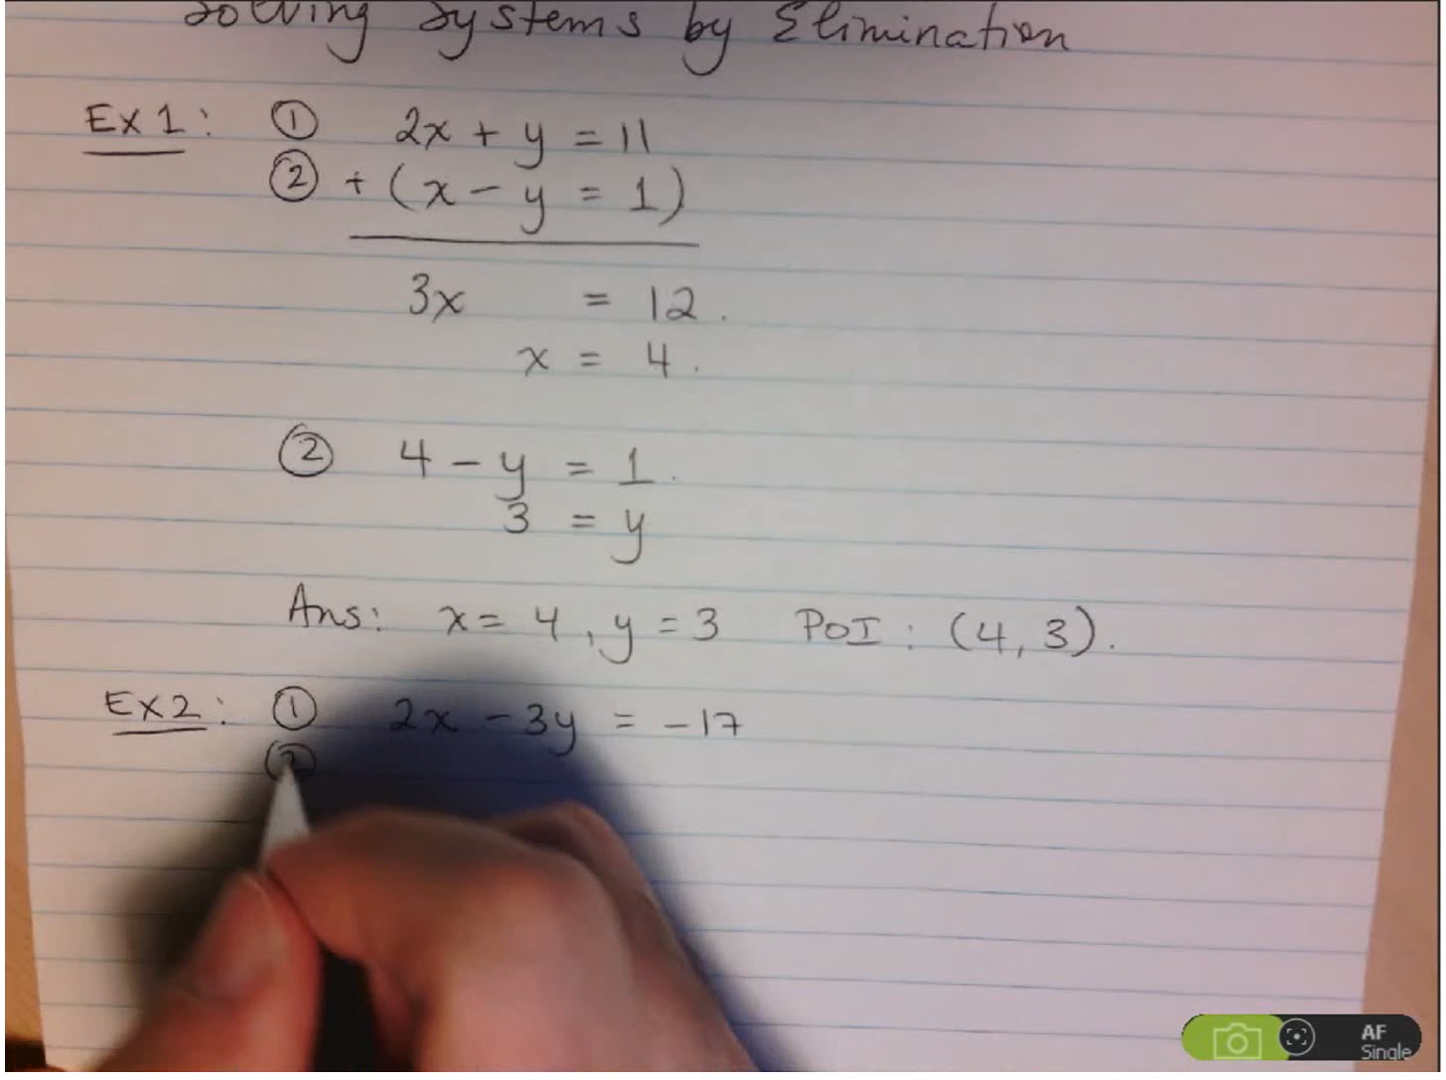 Solving Systems by Elimination
Ex 1: ① 2x + y = 11
② + (x - y = 1)
3x = 12.
x = 4.
② 4 - y = 1.
3 = y
Ans: x = 4, y = 3 POI: (4, 3).
Ex2: ① 2x - 3y = -17
②
AF
Single